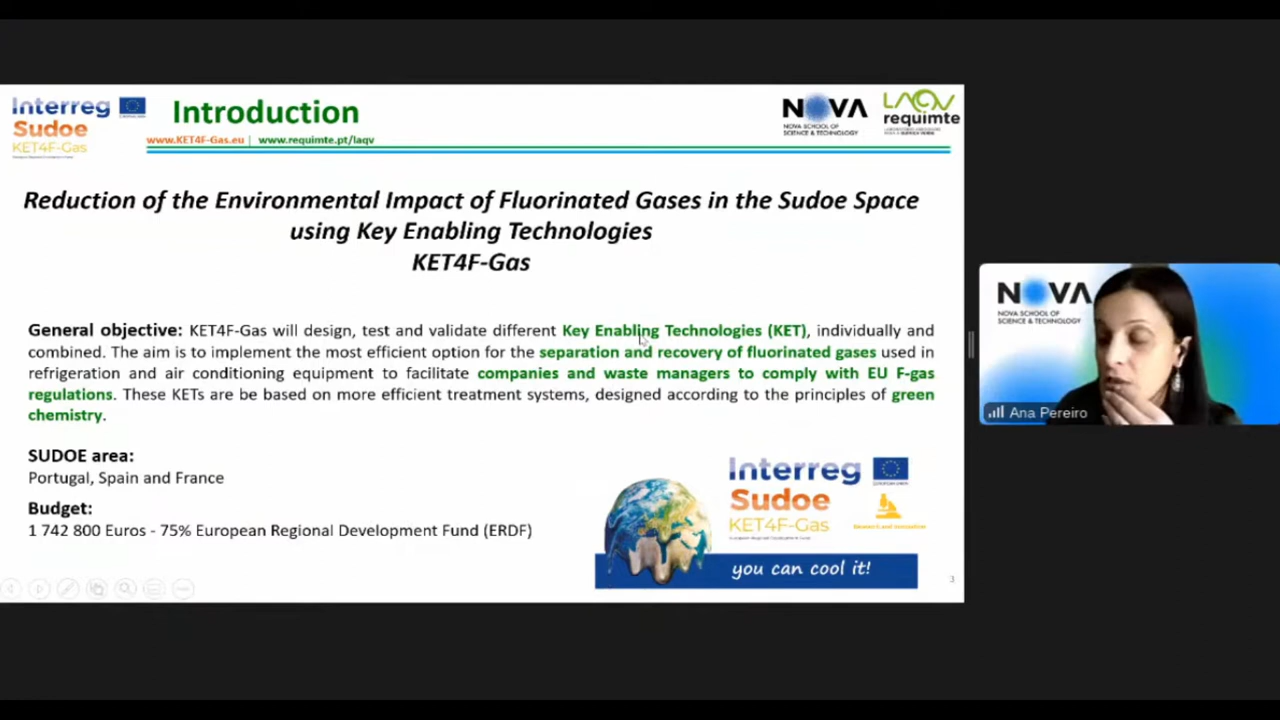 Interreg
Sudoe
KET4F-Gas
Introduction
www.KET4F-Gas.eu | www.requimte.pt/laqv
NOVA
NOVA SCHOOL OF
SCIENCE & TECHNOLOGY
LAQV
requimte
Reduction of the Environmental Impact of Fluorinated Gases in the Sudoe Space
using Key Enabling Technologies
KET4F-Gas
General objective: KET4F-Gas will design, test and validate different Key Enabling Technologies (KET), individually and
combined. The aim is to implement the most efficient option for the separation and recovery of fluorinated gases used in
refrigeration and air conditioning equipment to facilitate companies and waste managers to comply with EU F-gas
regulations. These KETs are be based on more efficient treatment systems, designed according to the principles of green
chemistry.
SUDOE area:
Portugal, Spain and France
Budget:
1 742 800 Euros - 75% European Regional Development Fund (ERDF)
Interreg
Sudoe
KET4F-Gas
Research and Innovation
you can cool it!
3
NOVA
NOVA SCHOOL OF
SCIENCE & TECHNOLOGY
Ana Pereiro